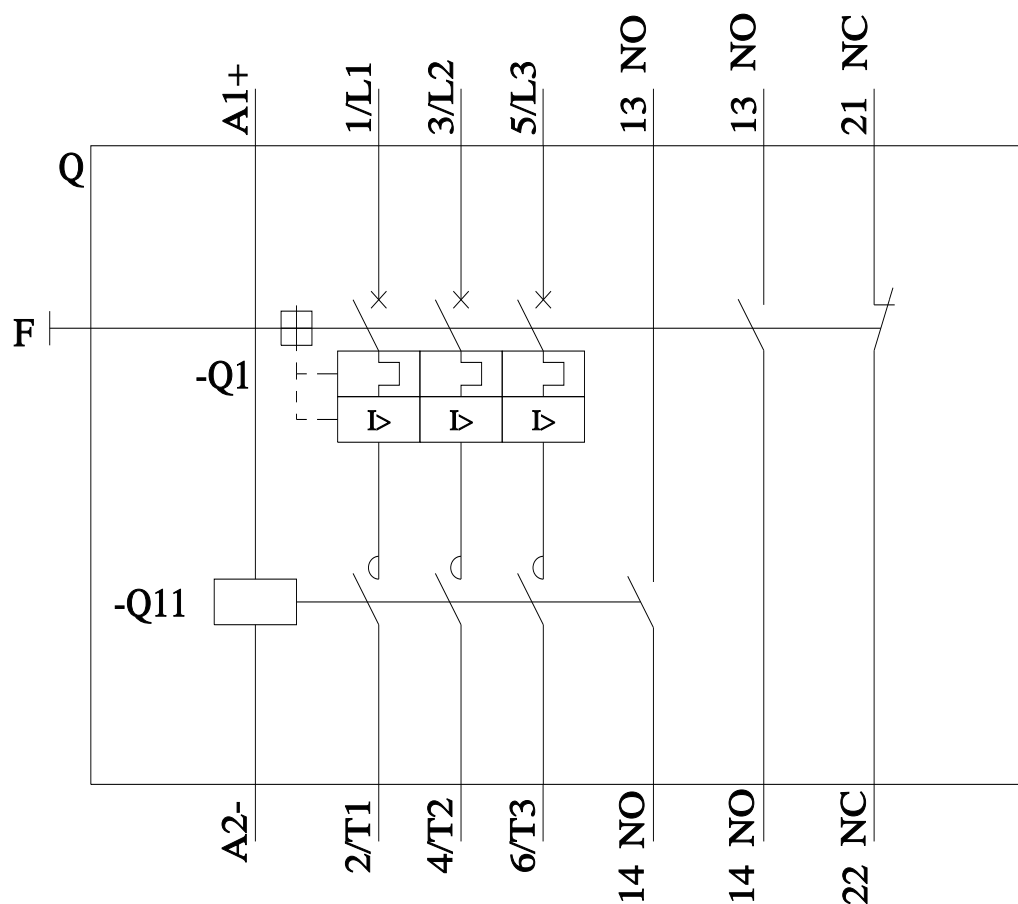 A1+
1/L1
3/L2
5/L3
13 NO
13 NO
21 NC
Q
F
-Q1
I> I> I>
-Q11
A2-
2/T1
4/T2
6/T3
14 NO
14 NO
22 NC